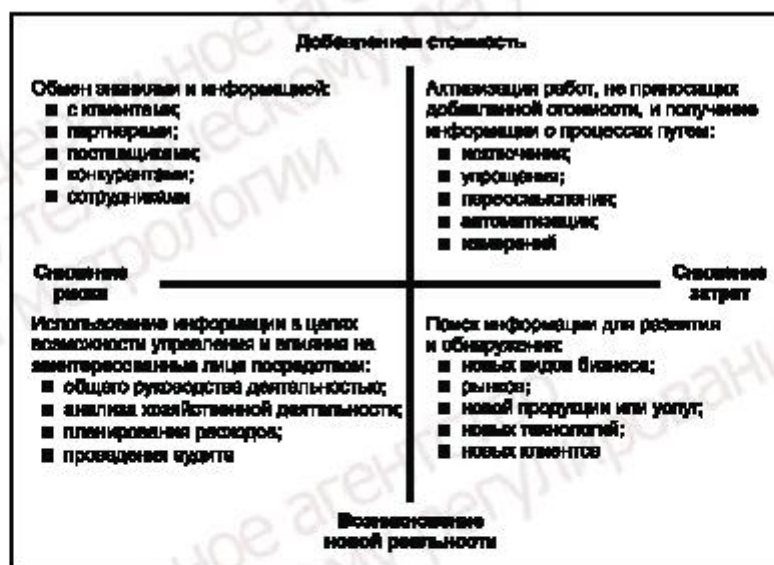 Добавленная стоимость
Обмен знаниями и информацией:
■ с клиентами;
■ партнерами;
■ поставщиками;
■ конкурентами;
■ сотрудниками
Активизация работ, не приносящих
добавленной стоимости, и получение
информации о процессах путем:
■ исключения;
■ упрощения;
■ переосмысления;
■ автоматизации;
■ измерений
Снижение
риска
Снижение
затрат
Использование информации в целях
возможности управления и влияния на
заинтересованные лица посредством:
■ общего руководства деятельностью;
■ анализа хозяйственной деятельности;
■ планирования расходов;
■ проведения аудита
Поиск информации для развития
и обнаружения:
■ новых видов бизнеса;
■ рынков;
■ новой продукции или услуг;
■ новых технологий;
■ новых клиентов
Возникновение
новой реальности